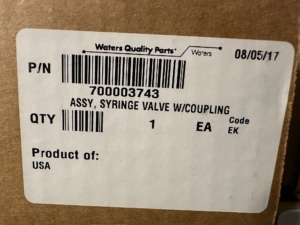 Waters Quality Parts™ Waters 08/05/17
P/N
700003743
ASSY, SYRINGE VALVE W/COUPLING
QTY 1 EA Code
EK
Product of:
USA